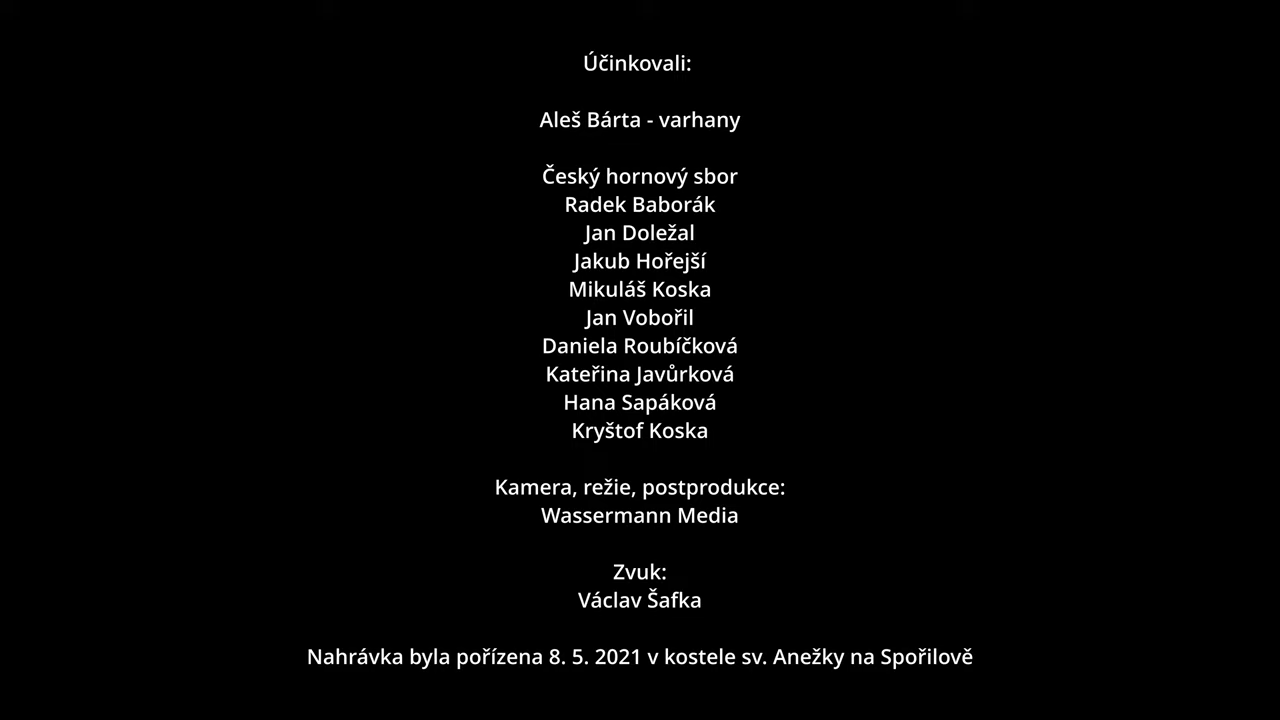 Účinkovali:
Aleš Bárta - varhany
Český hornový sbor
Radek Baborák
Jan Doležal
Jakub Hořejší
Mikuláš Koska
Jan Vobořil
Daniela Roubíčková
Kateřina Javůrková
Hana Sapáková
Kryštof Koska
Kamera, režie, postprodukce:
Wassermann Media
Zvuk:
Václav Šafka
Nahrávka byla pořízena 8. 5. 2021 v kostele sv. Anežky na Spořilově